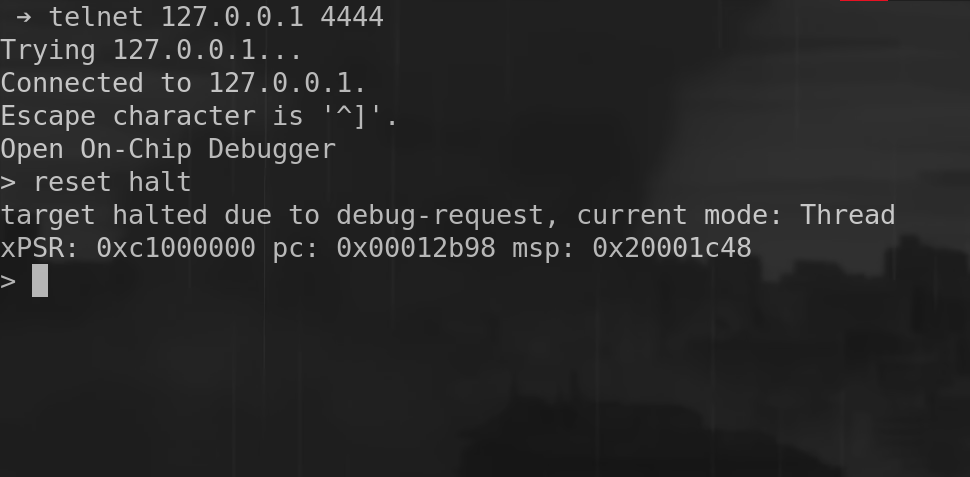 ➔ telnet 127.0.0.1 4444
Trying 127.0.0.1...
Connected to 127.0.0.1.
Escape character is '^]'.
Open On-Chip Debugger
> reset halt
target halted due to debug-request, current mode: Thread
xPSR: 0xc1000000 pc: 0x00012b98 msp: 0x20001c48
>